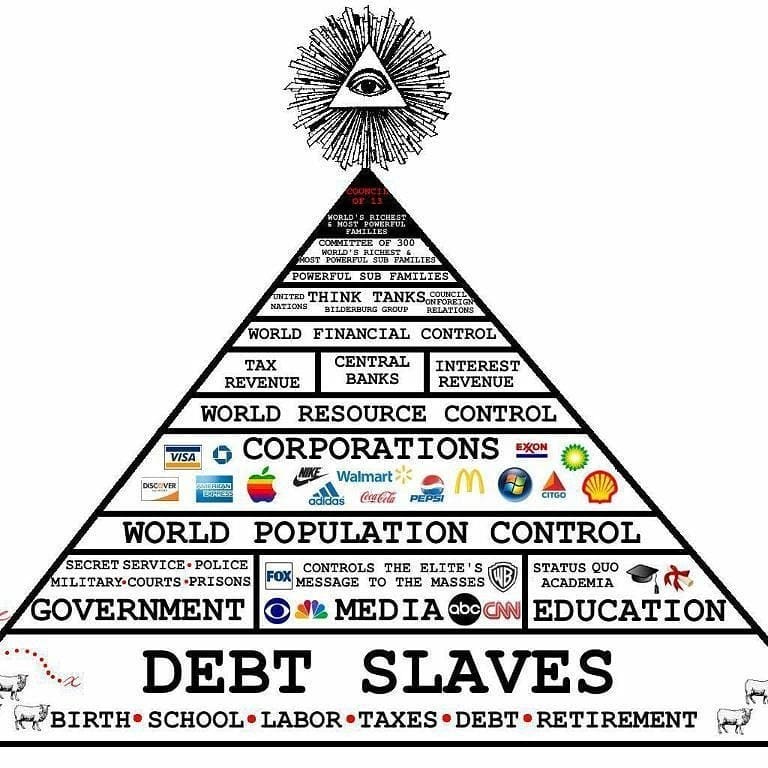 COUNCIL
OF 13
WORLD'S RICHEST
& MOST POWERFUL
FAMILIES
COMMITTEE OF 300
WORLD'S RICHEST &
MOST POWERFUL SUB FAMILIES
POWERFUL SUB FAMILIES
UNITED
NATIONS
THINK TANKS
BILDERBURG GROUP
COUNCIL
ONFOREIGN
RELATIONS
WORLD FINANCIAL CONTROL
TAX
REVENUE
CENTRAL
BANKS
INTEREST
REVENUE
WORLD RESOURCE CONTROL
VISA
CORPORATIONS
EXXON
bp
DISCOVER
AMERICAN
EXPRESS
NIKE
adidas
Walmart
Coca-Cola
PEPSI
CITGO
WORLD POPULATION CONTROL
SECRET SERVICE•POLICE
MILITARY•COURTS•PRISONS
GOVERNMENT
FOX
CONTROLS THE ELITE'S
MESSAGE TO THE MASSES
WB
MEDIA
abc
CNN
STATUS QUO
ACADEMIA
EDUCATION
DEBT SLAVES
x
BIRTH•SCHOOL•LABOR•TAXES•DEBT•RETIREMENT